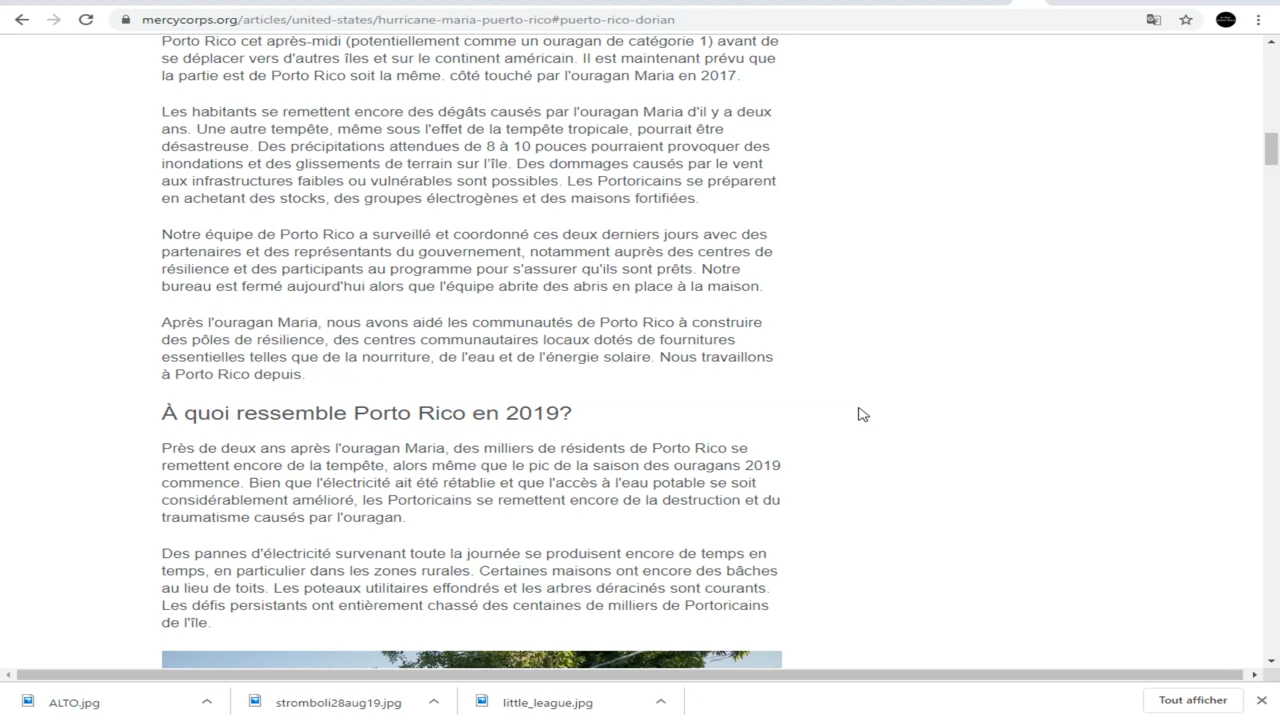 mercycorps.org/articles/united-states/hurricane-maria-puerto-rico#puerto-rico-dorian
Porto Rico cet après-midi (potentiellement comme un ouragan de catégorie 1) avant de
se déplacer vers d'autres îles et sur le continent américain. Il est maintenant prévu que
la partie est de Porto Rico soit la même. côté touché par l'ouragan Maria en 2017.
Les habitants se remettent encore des dégâts causés par l'ouragan Maria d'il y a deux
ans. Une autre tempête, même sous l'effet de la tempête tropicale, pourrait être
désastreuse. Des précipitations attendues de 8 à 10 pouces pourraient provoquer des
inondations et des glissements de terrain sur l'île. Des dommages causés par le vent
aux infrastructures faibles ou vulnérables sont possibles. Les Portoricains se préparent
en achetant des stocks, des groupes électrogènes et des maisons fortifiées.
Notre équipe de Porto Rico a surveillé et coordonné ces deux derniers jours avec des
partenaires et des représentants du gouvernement, notamment auprès des centres de
résilience et des participants au programme pour s'assurer qu'ils sont prêts. Notre
bureau est fermé aujourd'hui alors que l'équipe abrite des abris en place à la maison.
Après l'ouragan Maria, nous avons aidé les communautés de Porto Rico à construire
des pôles de résilience, des centres communautaires locaux dotés de fournitures
essentielles telles que de la nourriture, de l'eau et de l'énergie solaire. Nous travaillons
à Porto Rico depuis.
À quoi ressemble Porto Rico en 2019?
Près de deux ans après l'ouragan Maria, des milliers de résidents de Porto Rico se
remettent encore de la tempête, alors même que le pic de la saison des ouragans 2019
commence. Bien que l'électricité ait été rétablie et que l'accès à l'eau potable se soit
considérablement amélioré, les Portoricains se remettent encore de la destruction et du
traumatisme causés par l'ouragan.
Des pannes d'électricité survenant toute la journée se produisent encore de temps en
temps, en particulier dans les zones rurales. Certaines maisons ont encore des bâches
au lieu de toits. Les poteaux utilitaires effondrés et les arbres déracinés sont courants.
Les défis persistants ont entièrement chassé des centaines de milliers de Portoricains
de l'île.
ALTO.jpg
stromboli28aug19.jpg
little_league.jpg
Tout afficher